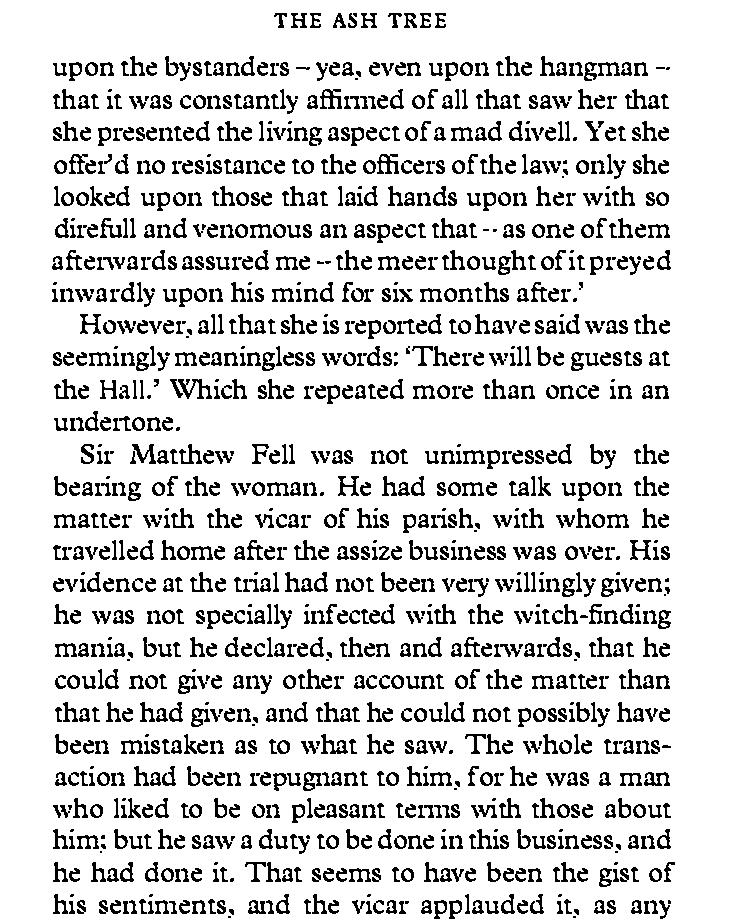 THE ASH TREE
upon the bystanders – yea, even upon the hangman –
that it was constantly affirmed of all that saw her that
she presented the living aspect of a mad divell. Yet she
offer'd no resistance to the officers of the law; only she
looked upon those that laid hands upon her with so
direfull and venomous an aspect that – as one of them
afterwards assured me – the meer thought of it preyed
inwardly upon his mind for six months after.'
However, all that she is reported to have said was the
seemingly meaningless words: 'There will be guests at
the Hall.' Which she repeated more than once in an
undertone.
Sir Matthew Fell was not unimpressed by the
bearing of the woman. He had some talk upon the
matter with the vicar of his parish, with whom he
travelled home after the assize business was over. His
evidence at the trial had not been very willingly given;
he was not specially infected with the witch-finding
mania, but he declared, then and afterwards, that he
could not give any other account of the matter than
that he had given, and that he could not possibly have
been mistaken as to what he saw. The whole trans-
action had been repugnant to him, for he was a man
who liked to be on pleasant terms with those about
him; but he saw a duty to be done in this business, and
he had done it. That seems to have been the gist of
his sentiments, and the vicar applauded it, as any